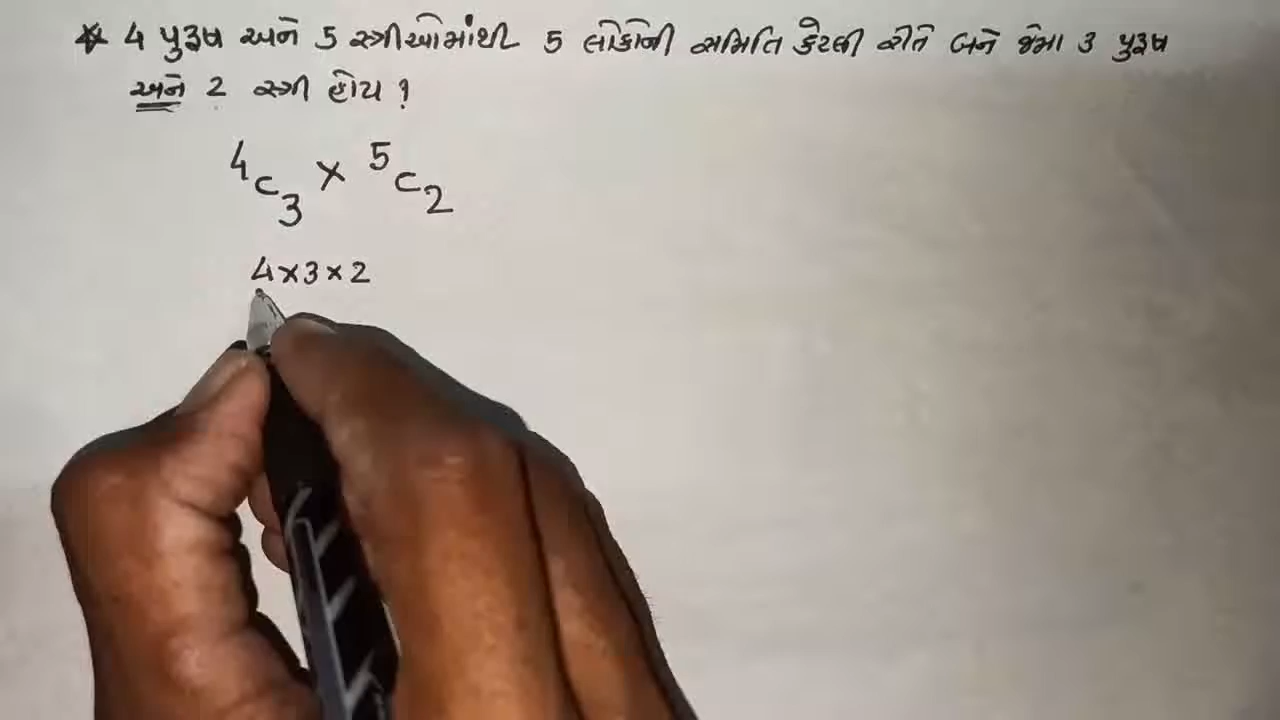 * 4 પુરૂષ અને 5 સ્ત્રીઓમાંથી 5 લોકોની સમિતિ કેટલી રીતે બને જેમા 3 પુરૂષ
અને 2 સ્ત્રી હોય ?
⁴C₃ × ⁵C₂
4×3×2